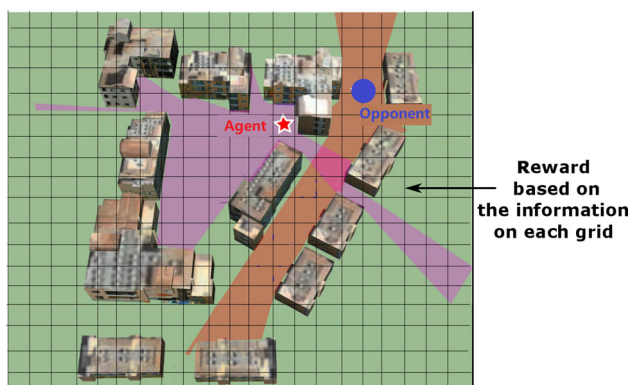 Agent
Opponent
Reward
based on
the information
on each grid